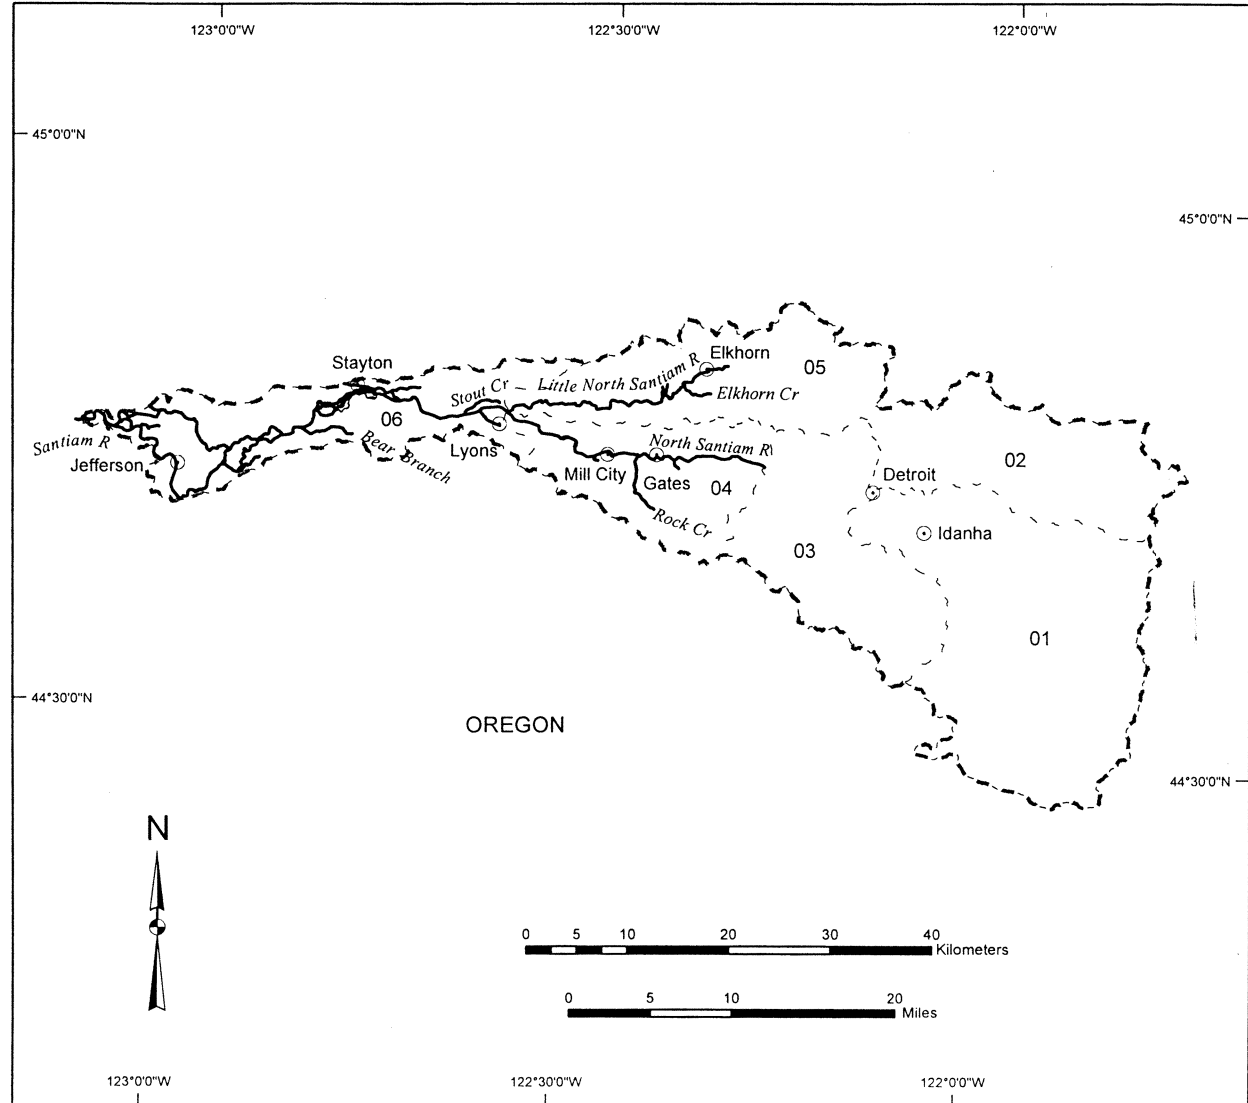 123°0'0"W 122°30'0"W 122°0'0"W
45°0'0"N
45°0'0"N
Elkhorn
05
Stayton
Little North Santiam R
Stout Cr
Elkhorn Cr
06
Santiam R
Bear Branch
North Santiam R
Lyons
02
Jefferson
Mill City
Detroit
Gates
04
Rock Cr
Idanha
03
01
44°30'0"N
OREGON
44°30'0"N
N
0 5 10 20 30 40
Kilometers
0 5 10 20
Miles
123°0'0"W 122°30'0"W 122°0'0"W